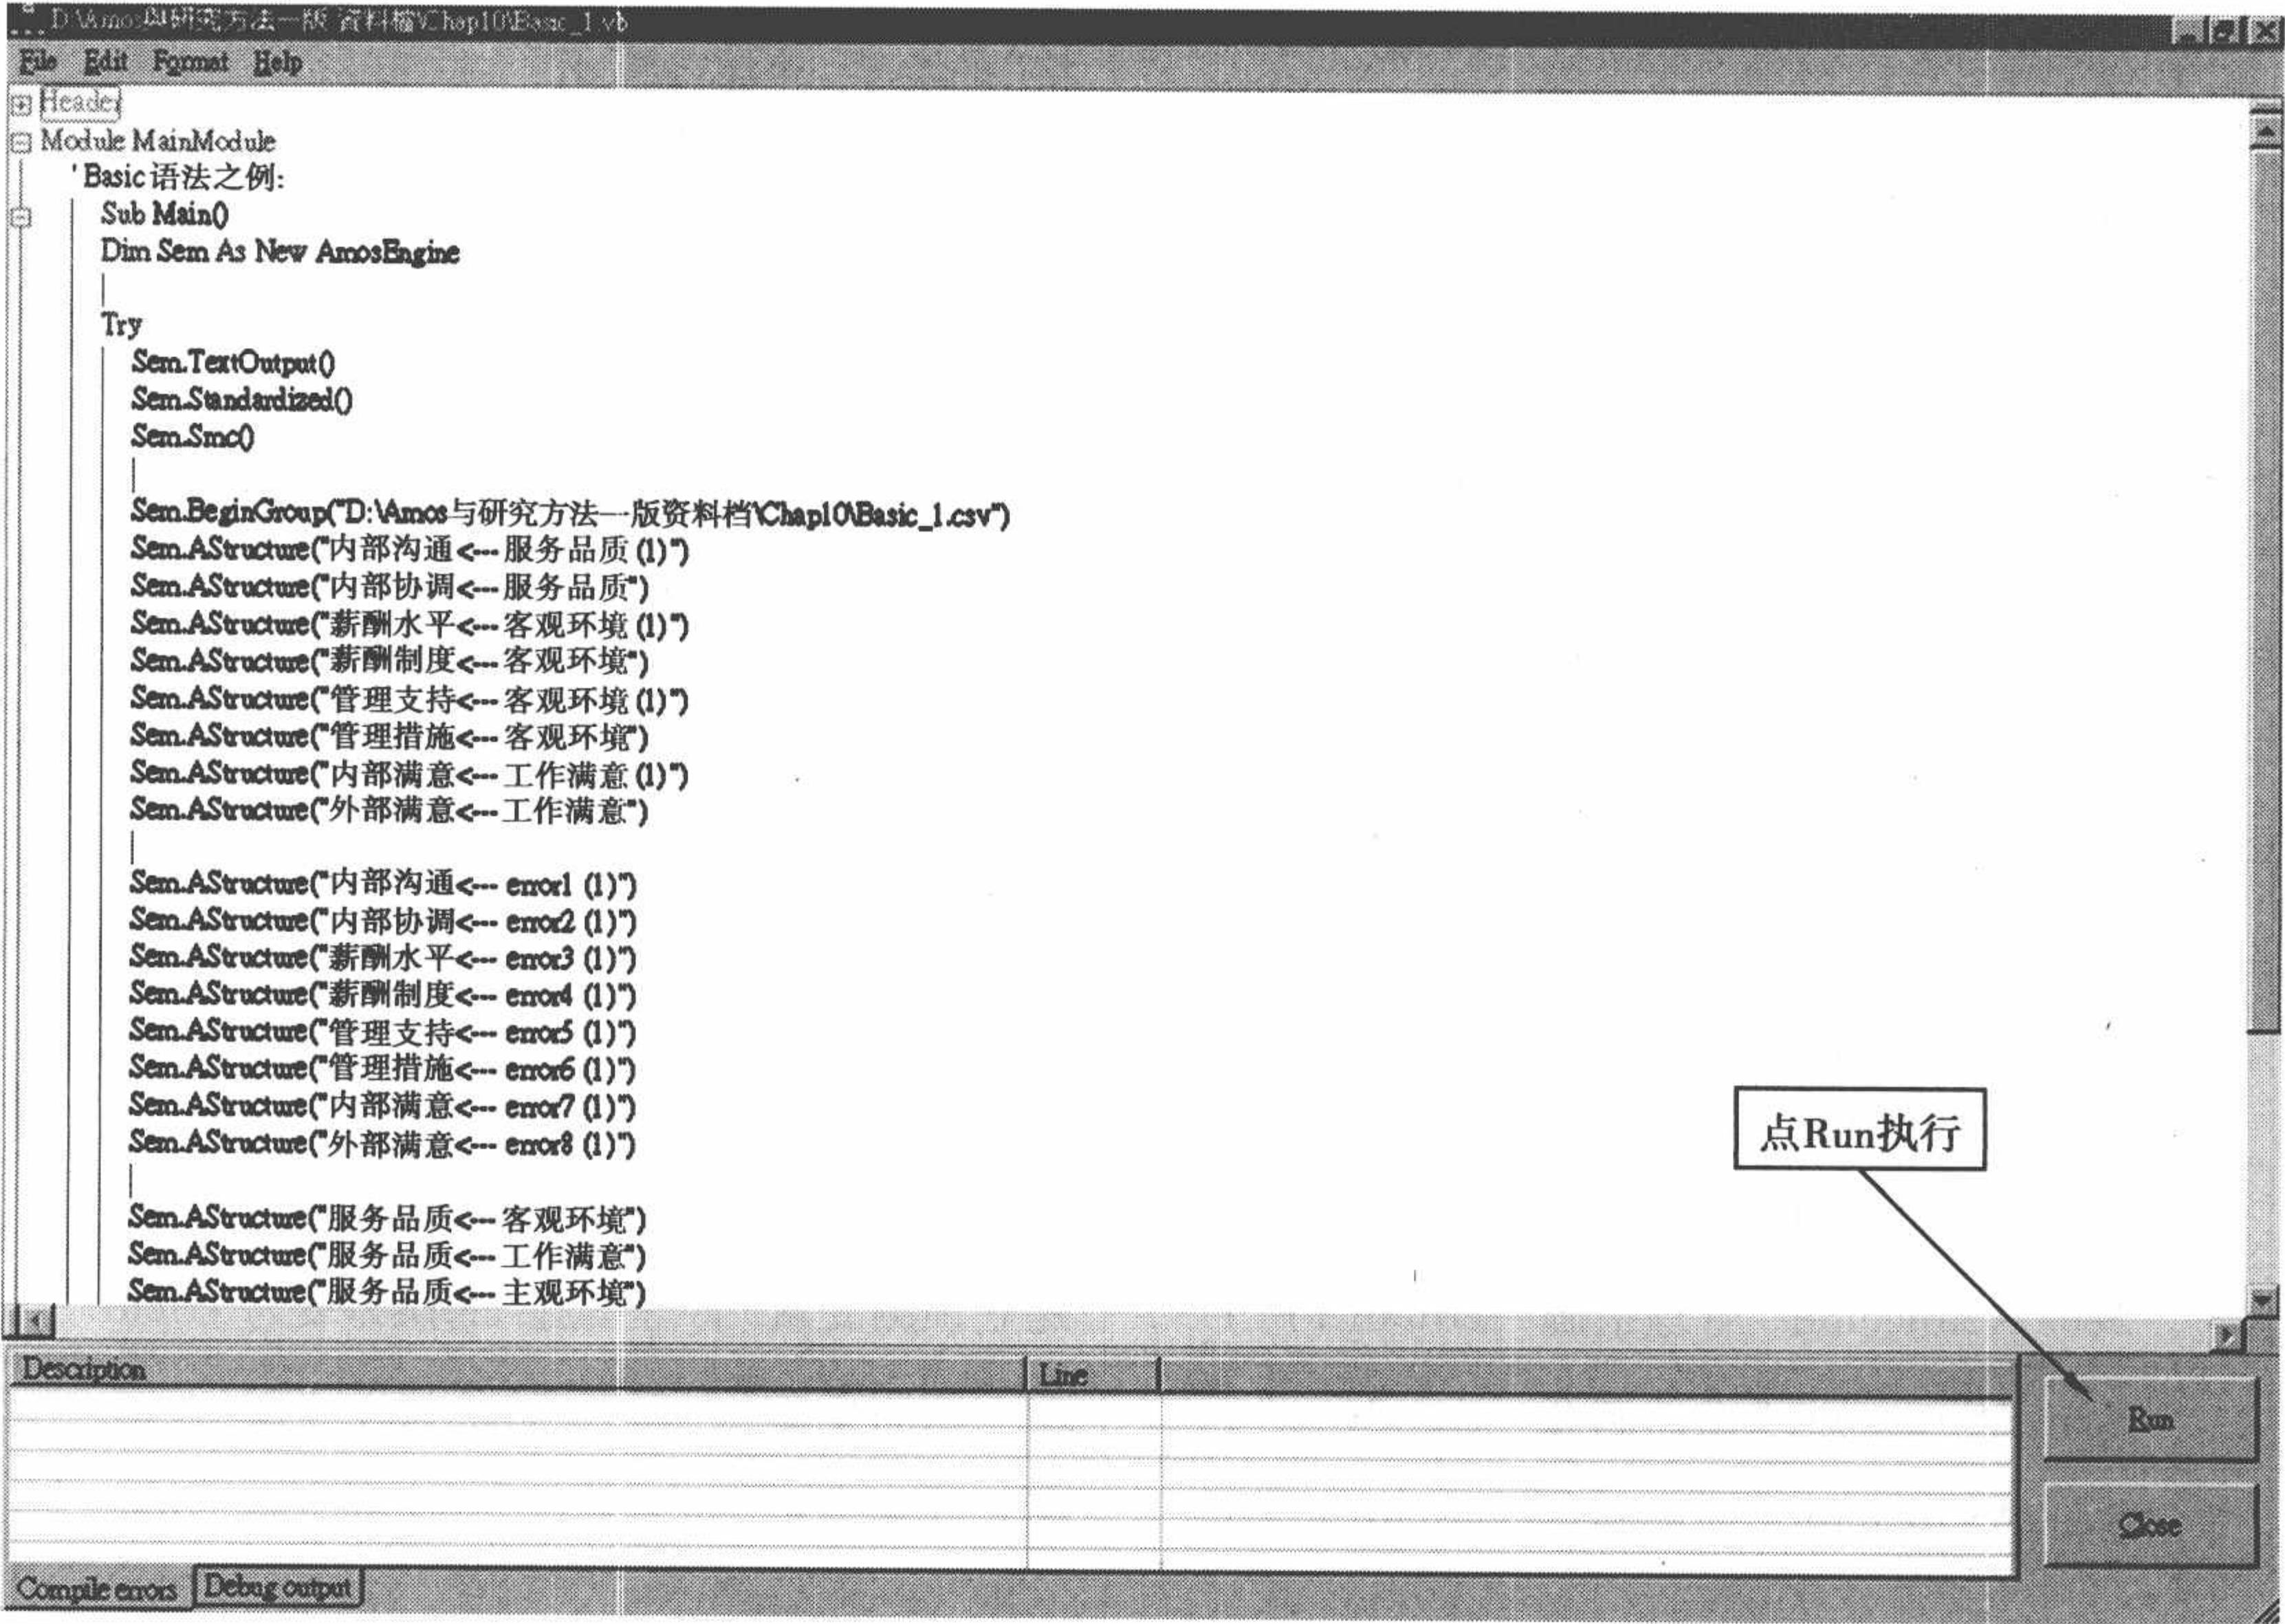 D:\Amos與研究方法一版 資料檔\Chap10\Basic_1.vb
File Edit Format Help
Header
Module MainModule
' Basic语法之例:
Sub Main()
Dim Sem As New AmosEngine
Try
Sem.TextOutput()
Sem.Standardized()
Sem.Smc()
Sem.BeginGroup("D:\Amos与研究方法一版资料档\Chap10\Basic_1.csv")
Sem.AStructure("内部沟通<--- 服务品质 (1)")
Sem.AStructure("内部协调<--- 服务品质")
Sem.AStructure("薪酬水平<--- 客观环境 (1)")
Sem.AStructure("薪酬制度<--- 客观环境")
Sem.AStructure("管理支持<--- 客观环境 (1)")
Sem.AStructure("管理措施<--- 客观环境")
Sem.AStructure("内部满意<--- 工作满意 (1)")
Sem.AStructure("外部满意<--- 工作满意")
Sem.AStructure("内部沟通<--- error1 (1)")
Sem.AStructure("内部协调<--- error2 (1)")
Sem.AStructure("薪酬水平<--- error3 (1)")
Sem.AStructure("薪酬制度<--- error4 (1)")
Sem.AStructure("管理支持<--- error5 (1)")
Sem.AStructure("管理措施<--- error6 (1)")
Sem.AStructure("内部满意<--- error7 (1)")
Sem.AStructure("外部满意<--- error8 (1)")
Sem.AStructure("服务品质<--- 客观环境")
Sem.AStructure("服务品质<--- 工作满意")
Sem.AStructure("服务品质<--- 主观环境")
点Run执行
Description Line
Run
Close
Compile errors Debug output